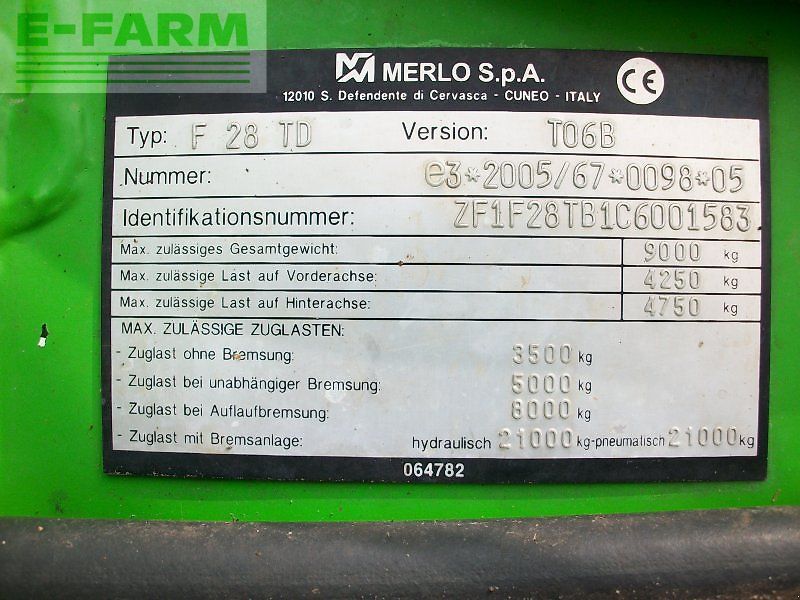 E-FARM
MERLO S.p.A.
12010 S. Defendente di Cervasca - CUNEO - ITALY
CE
Typ: F 28 TD Version: T06B
Nummer: e3*2005/67*0098*05
Identifikationsnummer: ZF1F28TB1C6001583
Max. zulässiges Gesamtgewicht: 9000 kg
Max. zulässige Last auf Vorderachse: 4250 kg
Max. zulässige Last auf Hinterachse: 4750 kg
MAX. ZULÄSSIGE ZUGLASTEN:
- Zuglast ohne Bremsung: 3500 kg
- Zuglast bei unabhängiger Bremsung: 5000 kg
- Zuglast bei Auflaufbremsung: 8000 kg
- Zuglast mit Bremsanlage: hydraulisch 21000 kg-pneumatisch 21000 kg
064782